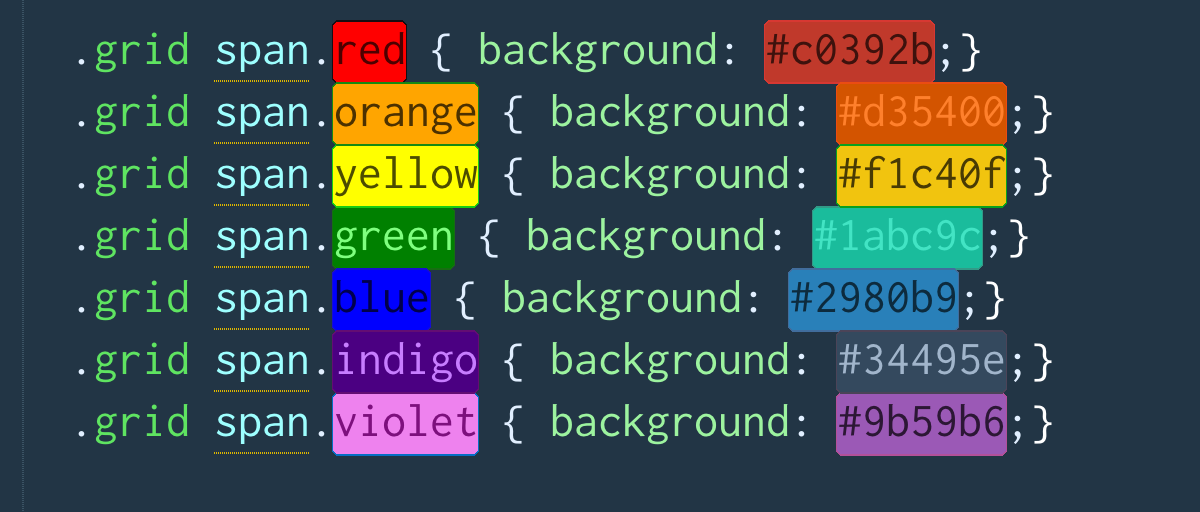 .grid span.red { background: #c0392b;}
.grid span.orange { background: #d35400;}
.grid span.yellow { background: #f1c40f;}
.grid span.green { background: #1abc9c;}
.grid span.blue { background: #2980b9;}
.grid span.indigo { background: #34495e;}
.grid span.violet { background: #9b59b6;}